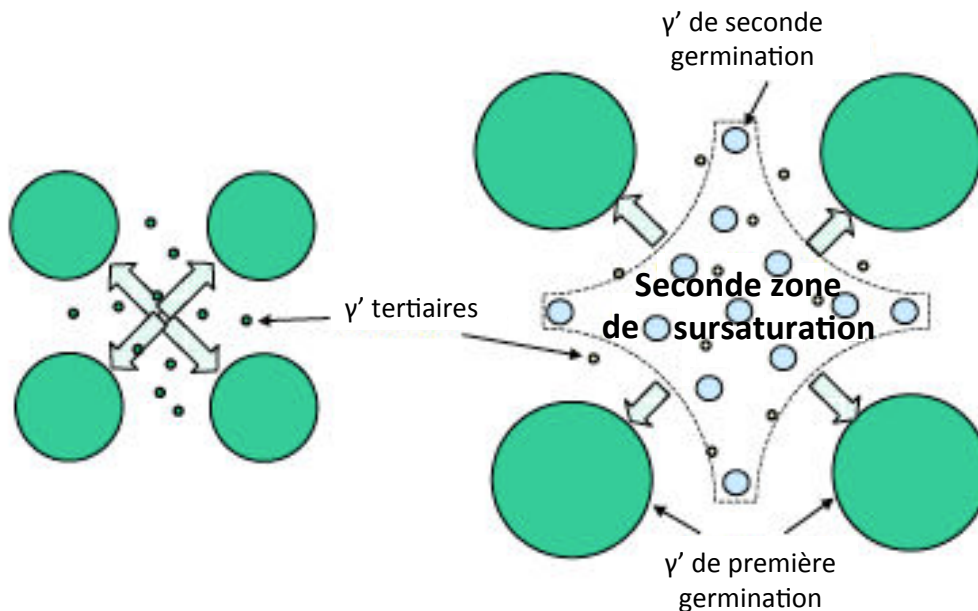 γ’ de seconde
germination
γ’ tertiaires
Seconde zone
de sursaturation
γ’ de première
germination